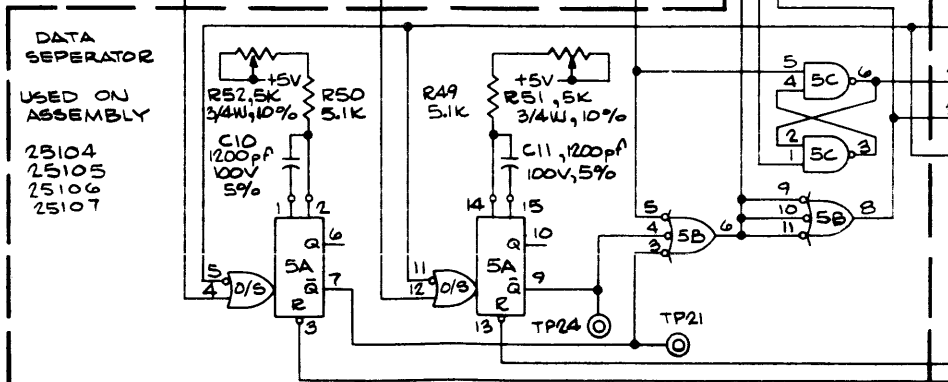 DATA
SEPERATOR
USED ON
ASSEMBLY
25104
25105
25106
25107
+5V
R52, 5K
3/4W, 10%
R50
5.1K
C10
1200pf
100V
5%
1 2
Q 6
5A
Q 7
R
3
5
4
O/S
R49
5.1K
+5V
R51, 5K
3/4W, 10%
C11, 1200pf
100V, 5%
14 15
Q 10
5A
Q 9
R
13
11
12
O/S
TP24
TP21
5
4
5C
6
2
1
5C
3
5
4
3
5B
6
9
10
11
5B
8